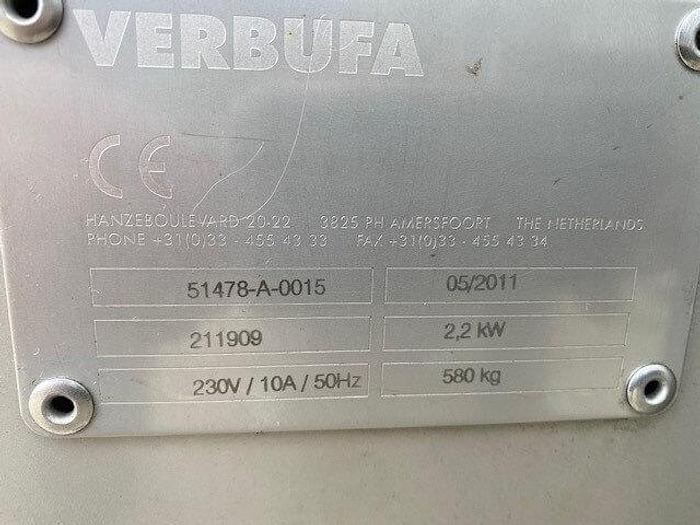 VERBUFA
CE
HANZEBOULEVARD 20-22 · 3825 PH AMERSFOORT THE NETHERLANDS
PHONE +31(0)33 - 455 43 33 FAX +31(0)33 - 455 43 34
51478-A-0015 05/2011
211909 2,2 kW
230V / 10A / 50Hz 580 kg